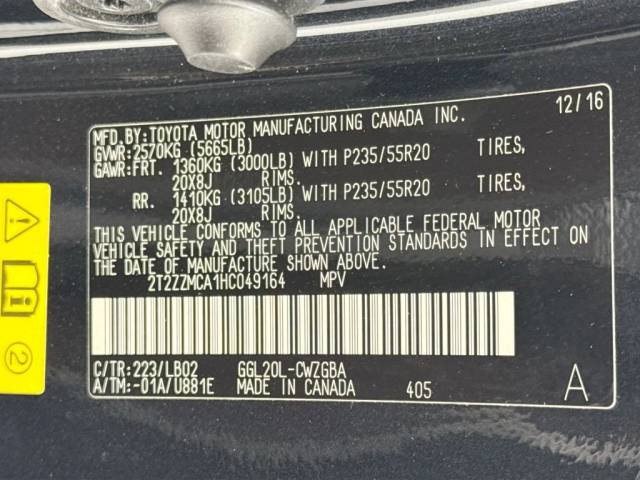 12/16
MFD.BY:TOYOTA MOTOR MANUFACTURING CANADA INC.
GVWR:2570KG (5665LB)
GAWR:FRT. 1360KG (3000LB) WITH P235/55R20 TIRES,
20X8J RIMS.
RR. 1410KG (3105LB) WITH P235/55R20 TIRES,
20X8J RIMS.
THIS VEHICLE CONFORMS TO ALL APPLICABLE FEDERAL MOTOR
VEHICLE SAFETY AND THEFT PREVENTION STANDARDS IN EFFECT ON
THE DATE OF MANUFACTURE SHOWN ABOVE.
2T2ZZMCA1HC049164 MPV
C/TR:223/LB02 GGL20L-CWZGBA
A/TM:-01A/U881E MADE IN CANADA 405 A
2